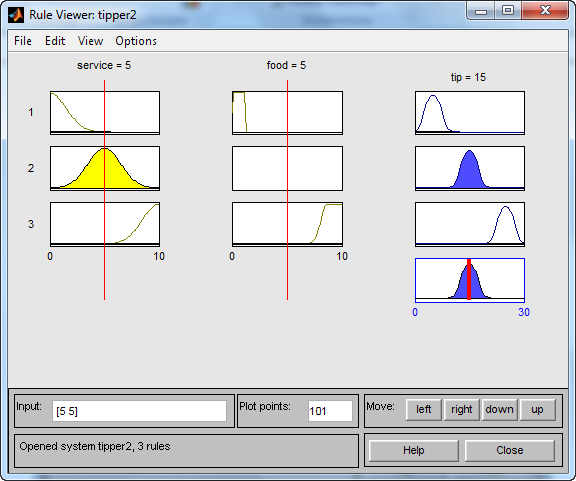 Rule Viewer: tipper2
File Edit View Options
service = 5 food = 5 tip = 15
1
2
3
0 10 0 10
0 30
Input: [5 5] Plot points: 101 Move: left right down up
Opened system tipper2, 3 rules Help Close